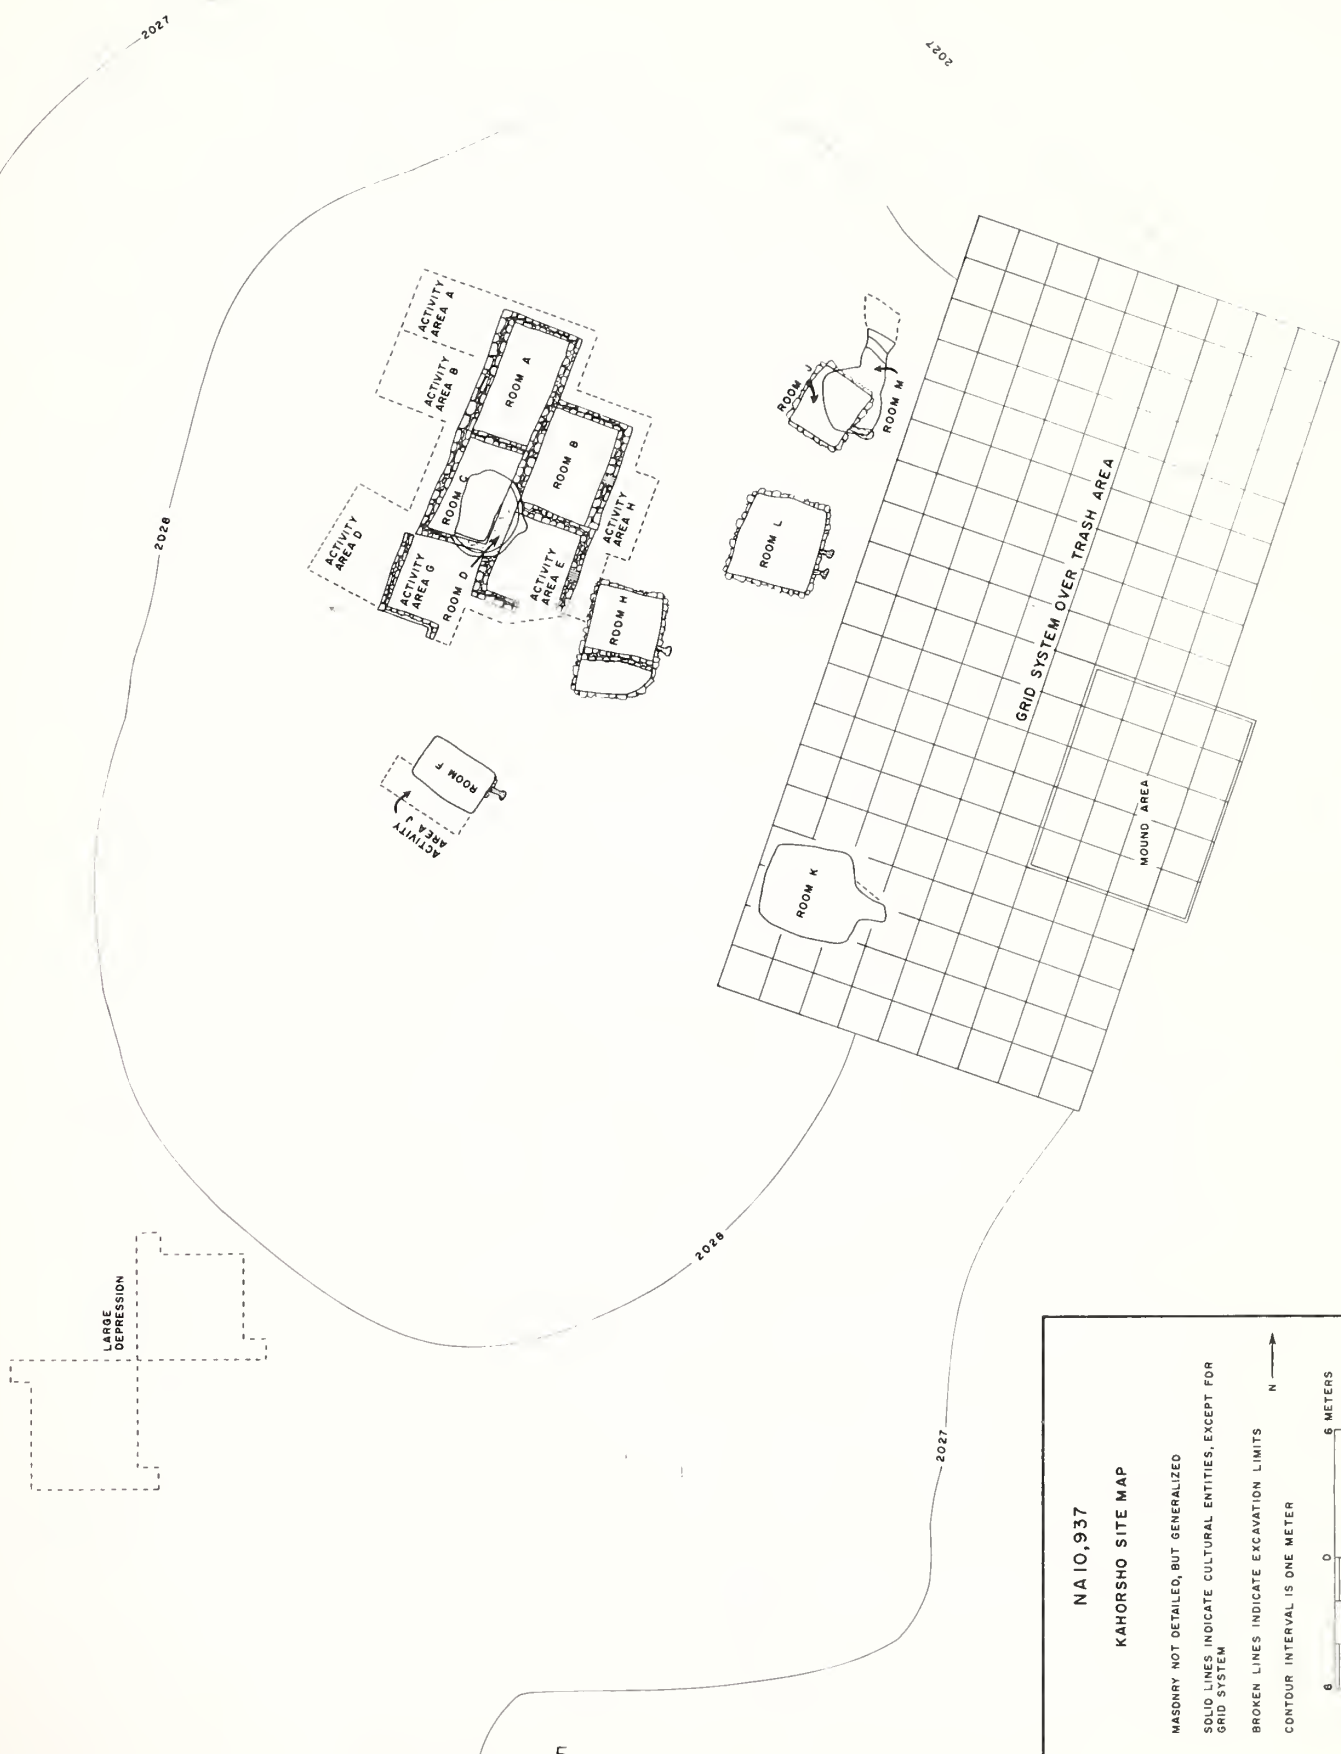 2027
2027
2028
ACTIVITY
AREA A
ACTIVITY
AREA B
ROOM A
ROOM B
ROOM C
ACTIVITY
AREA D
ACTIVITY
AREA G
ROOM D
ACTIVITY
AREA E
ACTIVITY
AREA H
ROOM H
ROOM J
ROOM M
ROOM L
ROOM F
ACTIVITY
AREA J
GRID SYSTEM OVER TRASH AREA
MOUND AREA
ROOM K
2028
LARGE
DEPRESSION
2027
NA10,937
KAHORSHO SITE MAP
MASONRY NOT DETAILED, BUT GENERALIZED
SOLID LINES INDICATE CULTURAL ENTITIES, EXCEPT FOR
GRID SYSTEM
BROKEN LINES INDICATE EXCAVATION LIMITS
N
CONTOUR INTERVAL IS ONE METER
6 0 6 METERS